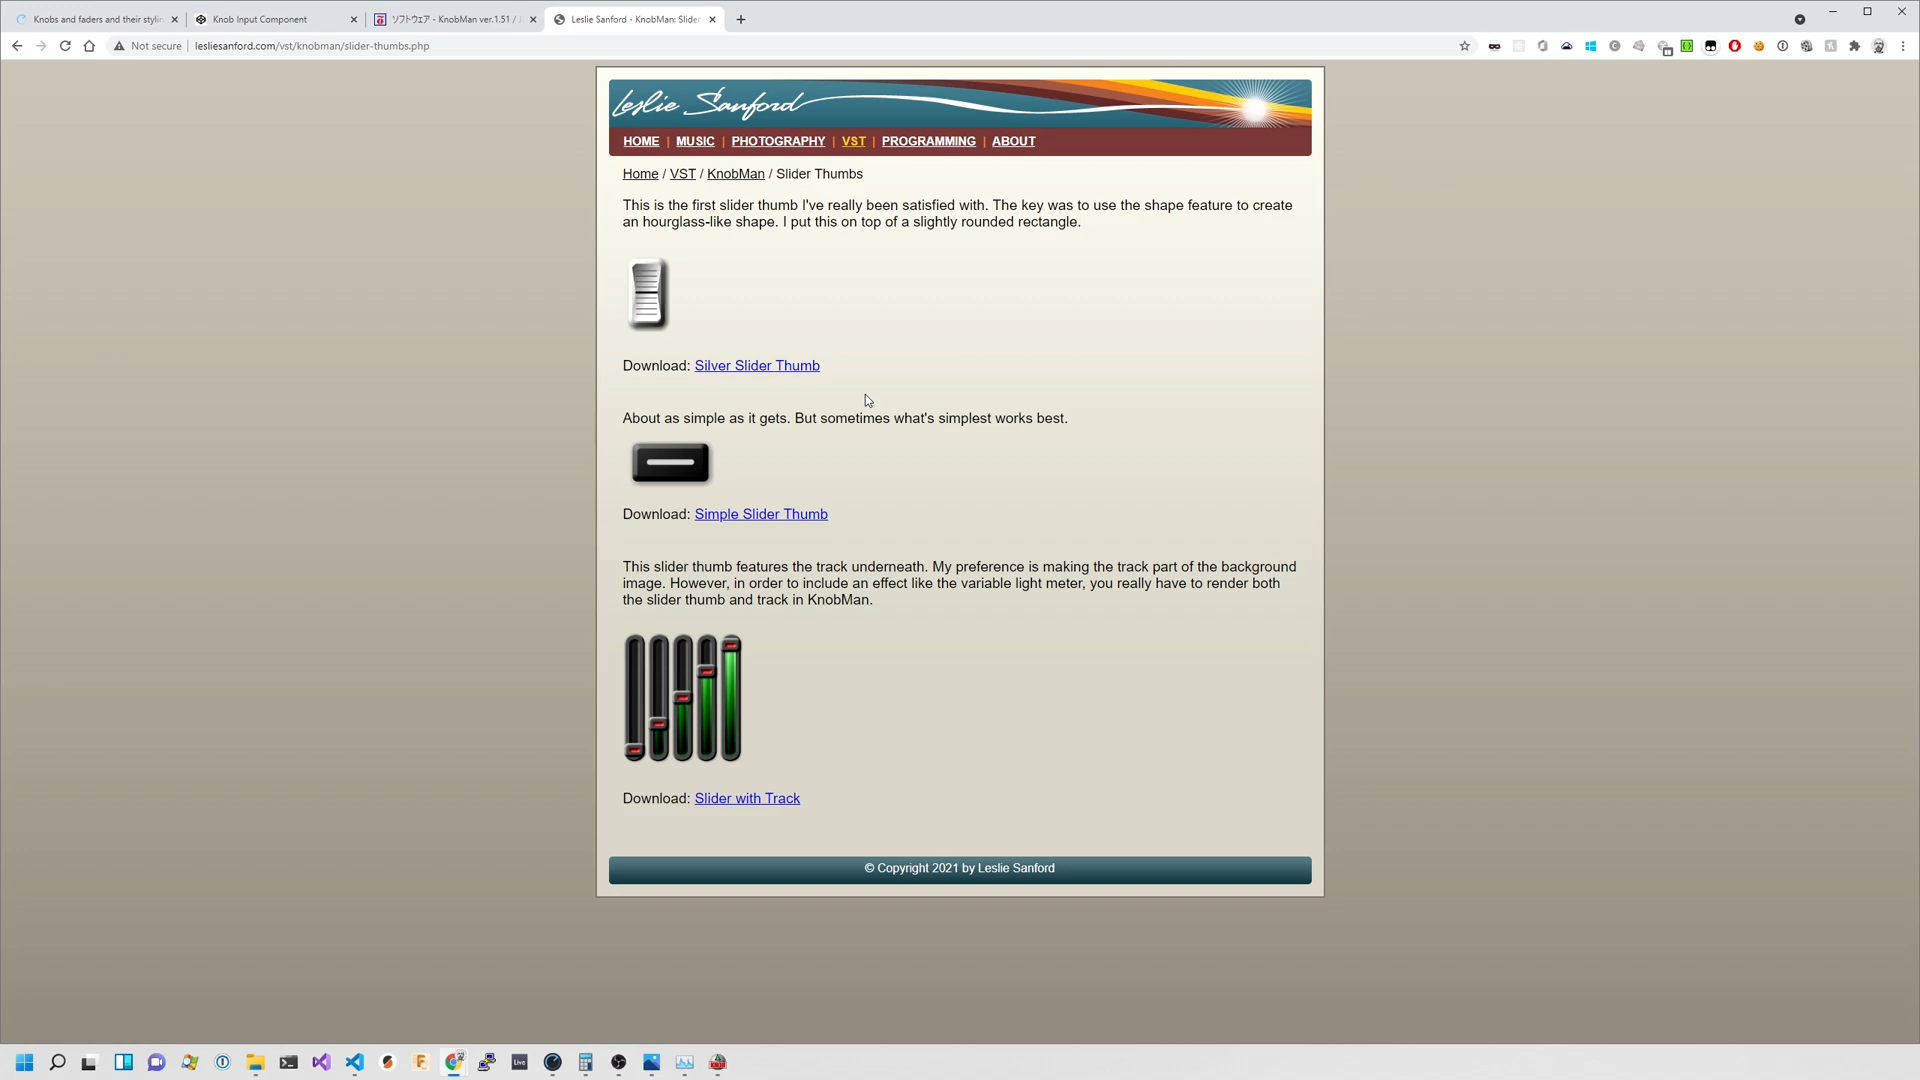 Knobs and faders and their stylin
Knob Input Component
ソフトウェア - KnobMan ver.1.51 /
Leslie Sanford - KnobMan: Slider
Not secure
lesliesanford.com/vst/knobman/slider-thumbs.php
Leslie Sanford
HOME | MUSIC | PHOTOGRAPHY | VST | PROGRAMMING | ABOUT
Home / VST / KnobMan / Slider Thumbs
This is the first slider thumb I've really been satisfied with. The key was to use the shape feature to create
an hourglass-like shape. I put this on top of a slightly rounded rectangle.
Download: Silver Slider Thumb
About as simple as it gets. But sometimes what's simplest works best.
Download: Simple Slider Thumb
This slider thumb features the track underneath. My preference is making the track part of the background
image. However, in order to include an effect like the variable light meter, you really have to render both
the slider thumb and track in KnobMan.
Download: Slider with Track
© Copyright 2021 by Leslie Sanford
Live